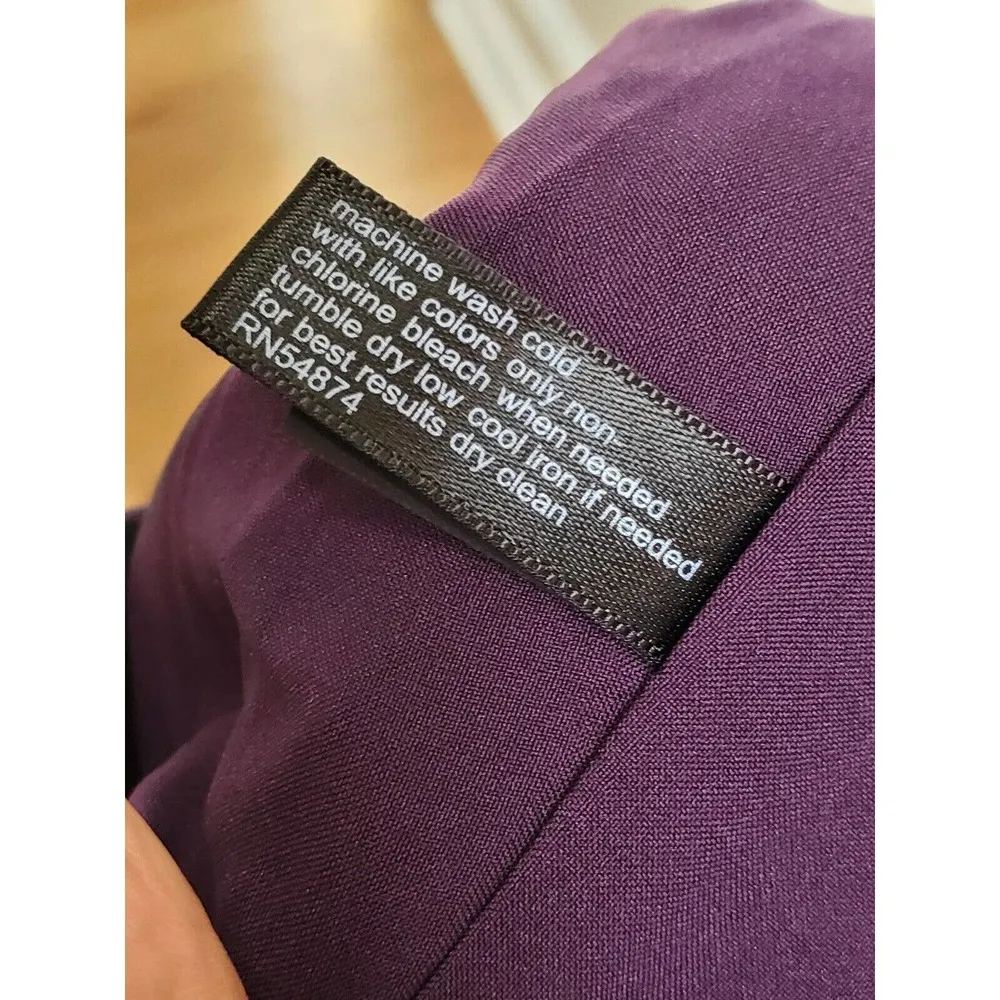 machine wash cold
with like colors only non-
chlorine bleach when needed
tumble dry low cool iron if needed
for best results dry clean
RN54874